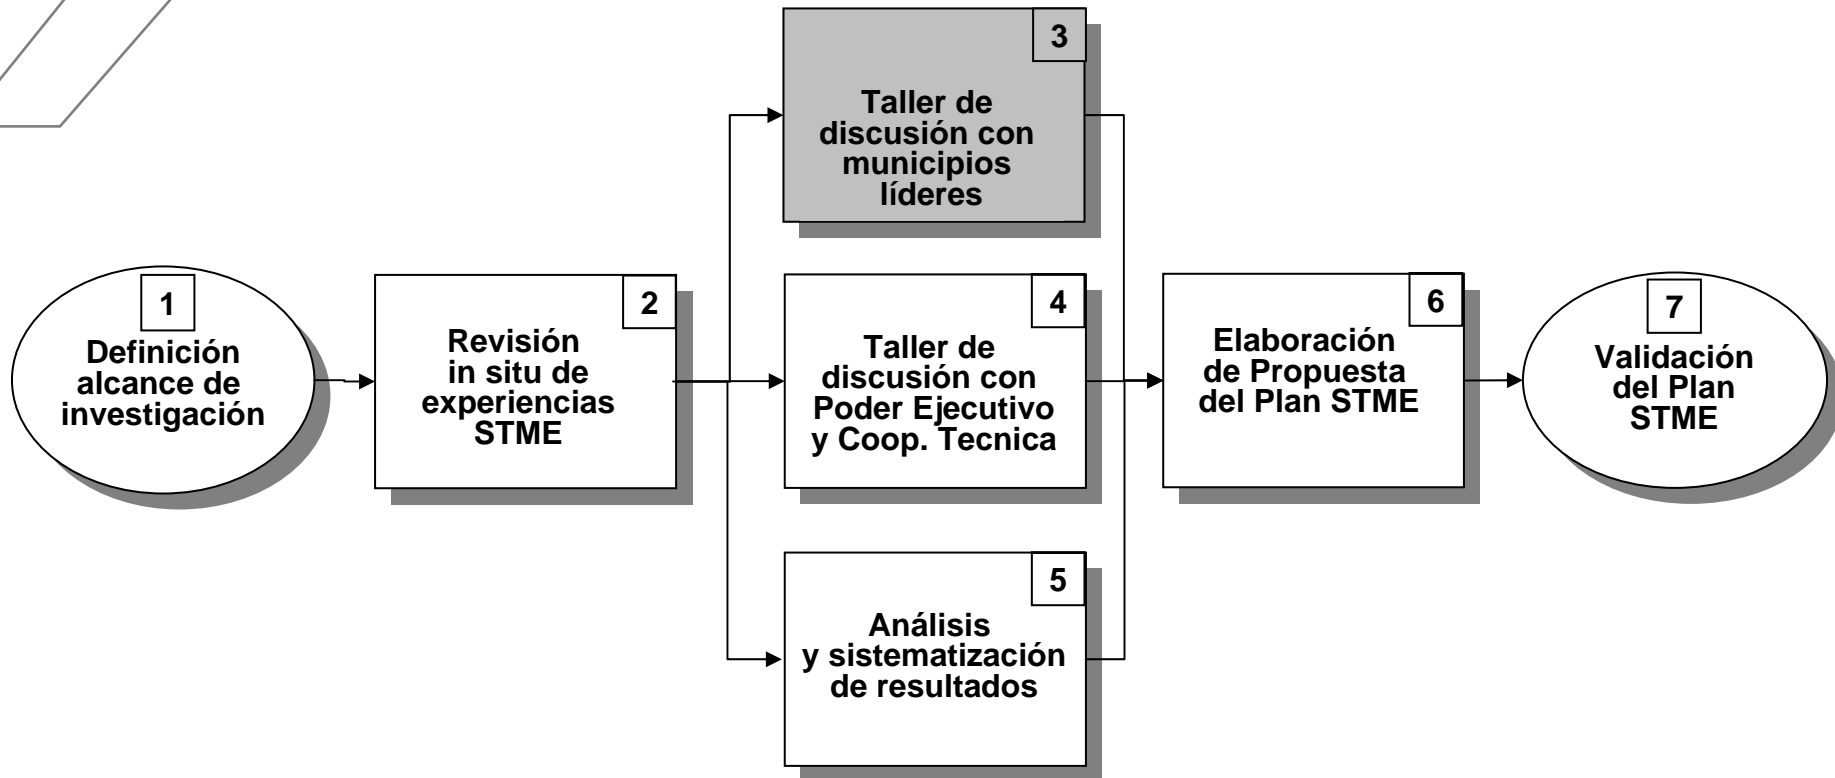 1
Definición
alcance de
investigación
2
Revisión
in situ de
experiencias
STME
3
Taller de
discusión con
municipios
líderes
4
Taller de
discusión con
Poder Ejecutivo
y Coop. Tecnica
5
Análisis
y sistematización
de resultados
6
Elaboración
de Propuesta
del Plan STME
7
Validación
del Plan
STME